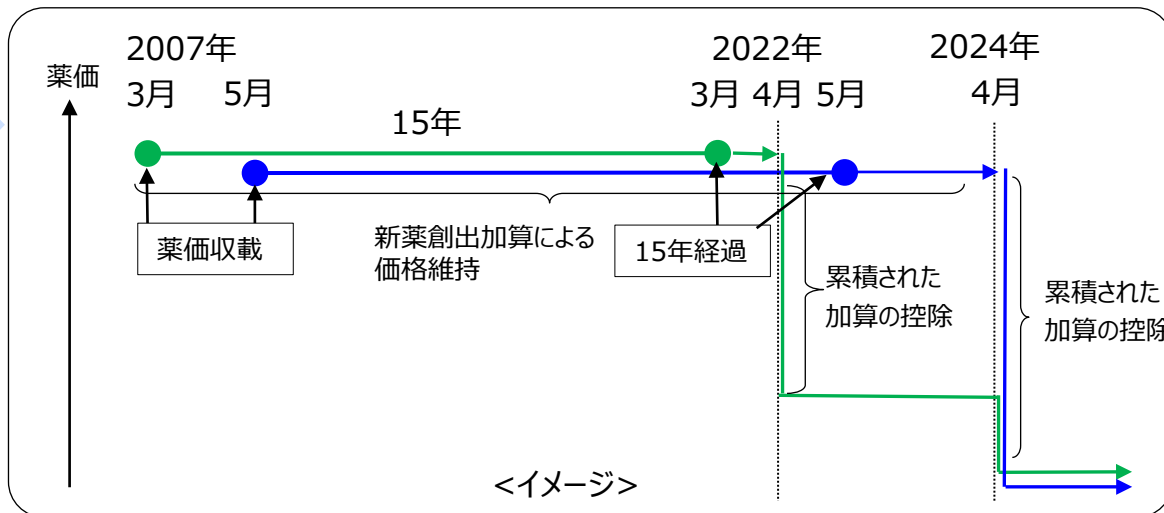 2007年
2022年
2024年
薬価
3月
5月
3月
4月
5月
4月
15年
薬価収載
新薬創出加算による
価格維持
15年経過
累積された
加算の控除
累積された
加算の控除
<イメージ>